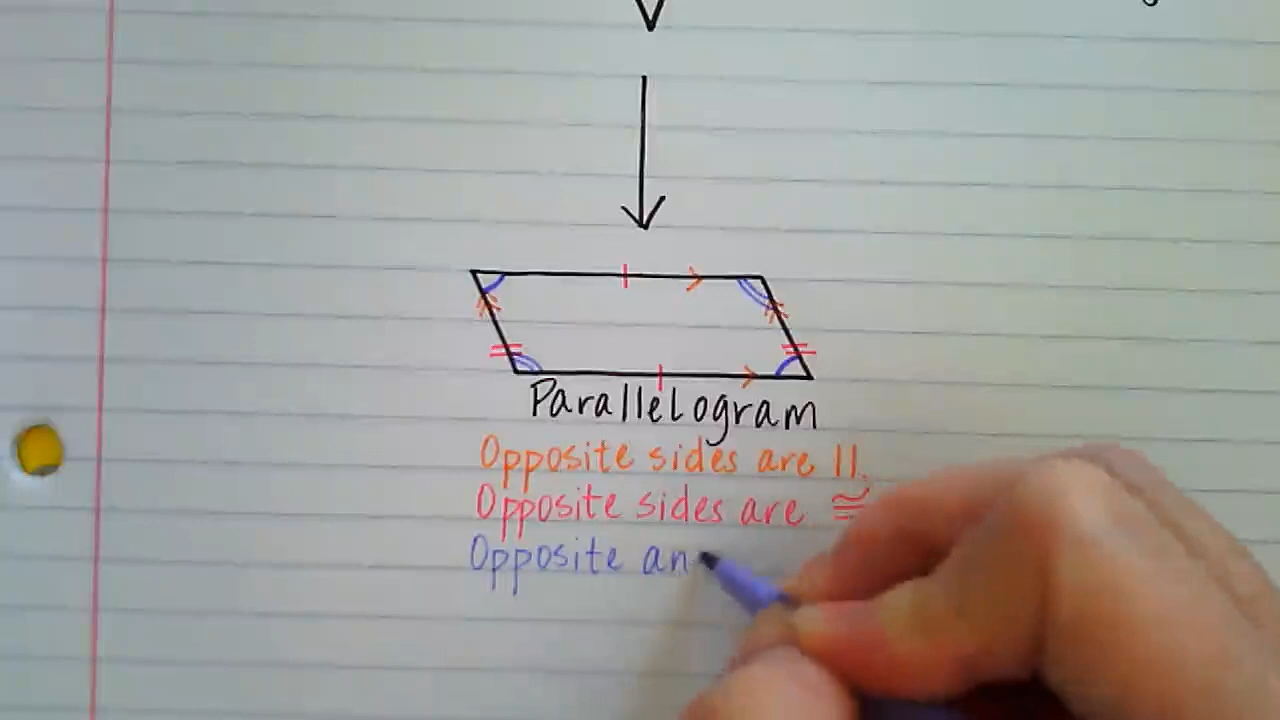 Parallelogram
Opposite sides are ||.
Opposite sides are ≅
Opposite an